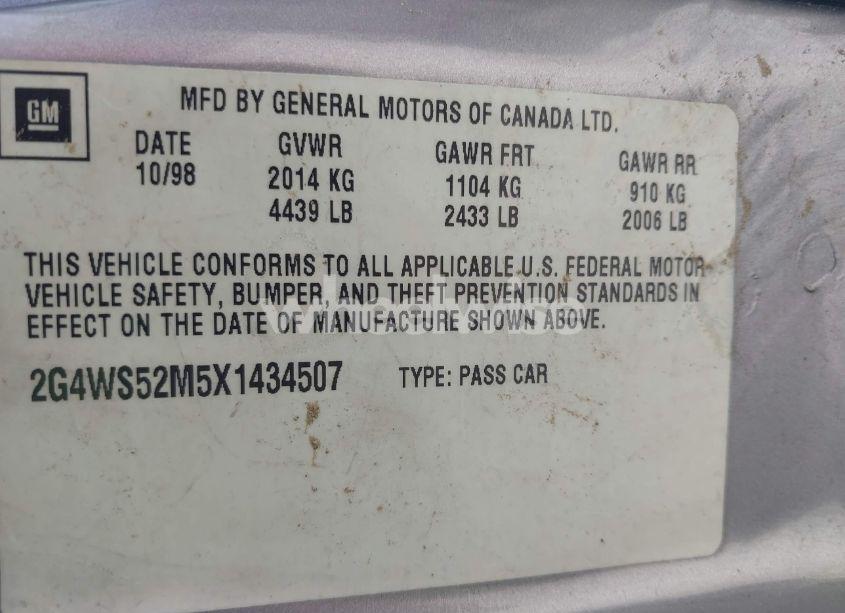 GM
MFD BY GENERAL MOTORS OF CANADA LTD.
DATE GVWR GAWR FRT GAWR RR
10/98 2014 KG 1104 KG 910 KG
4439 LB 2433 LB 2006 LB
THIS VEHICLE CONFORMS TO ALL APPLICABLE U.S. FEDERAL MOTOR
VEHICLE SAFETY, BUMPER, AND THEFT PREVENTION STANDARDS IN
EFFECT ON THE DATE OF MANUFACTURE SHOWN ABOVE.
2G4WS52M5X1434507 TYPE: PASS CAR